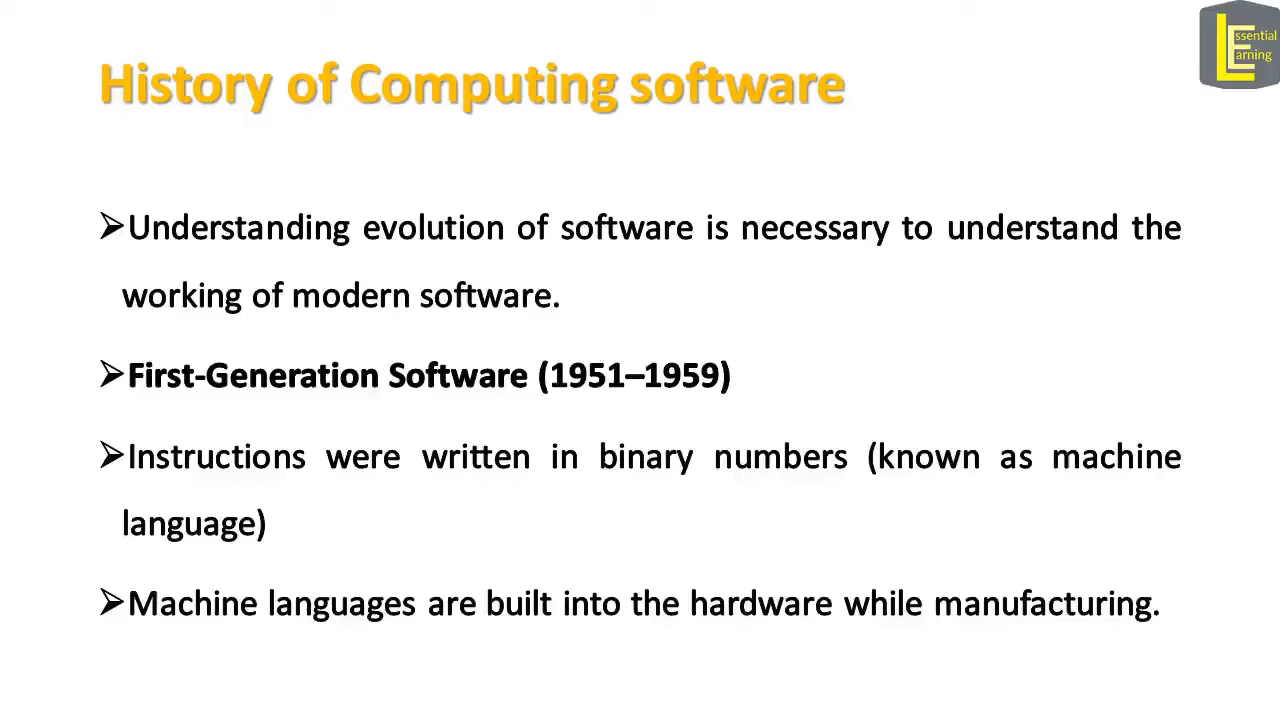 History of Computing software
LE
ssential
arning
➢Understanding evolution of software is necessary to understand the
working of modern software.
➢First-Generation Software (1951–1959)
➢Instructions were written in binary numbers (known as machine
language)
➢Machine languages are built into the hardware while manufacturing.